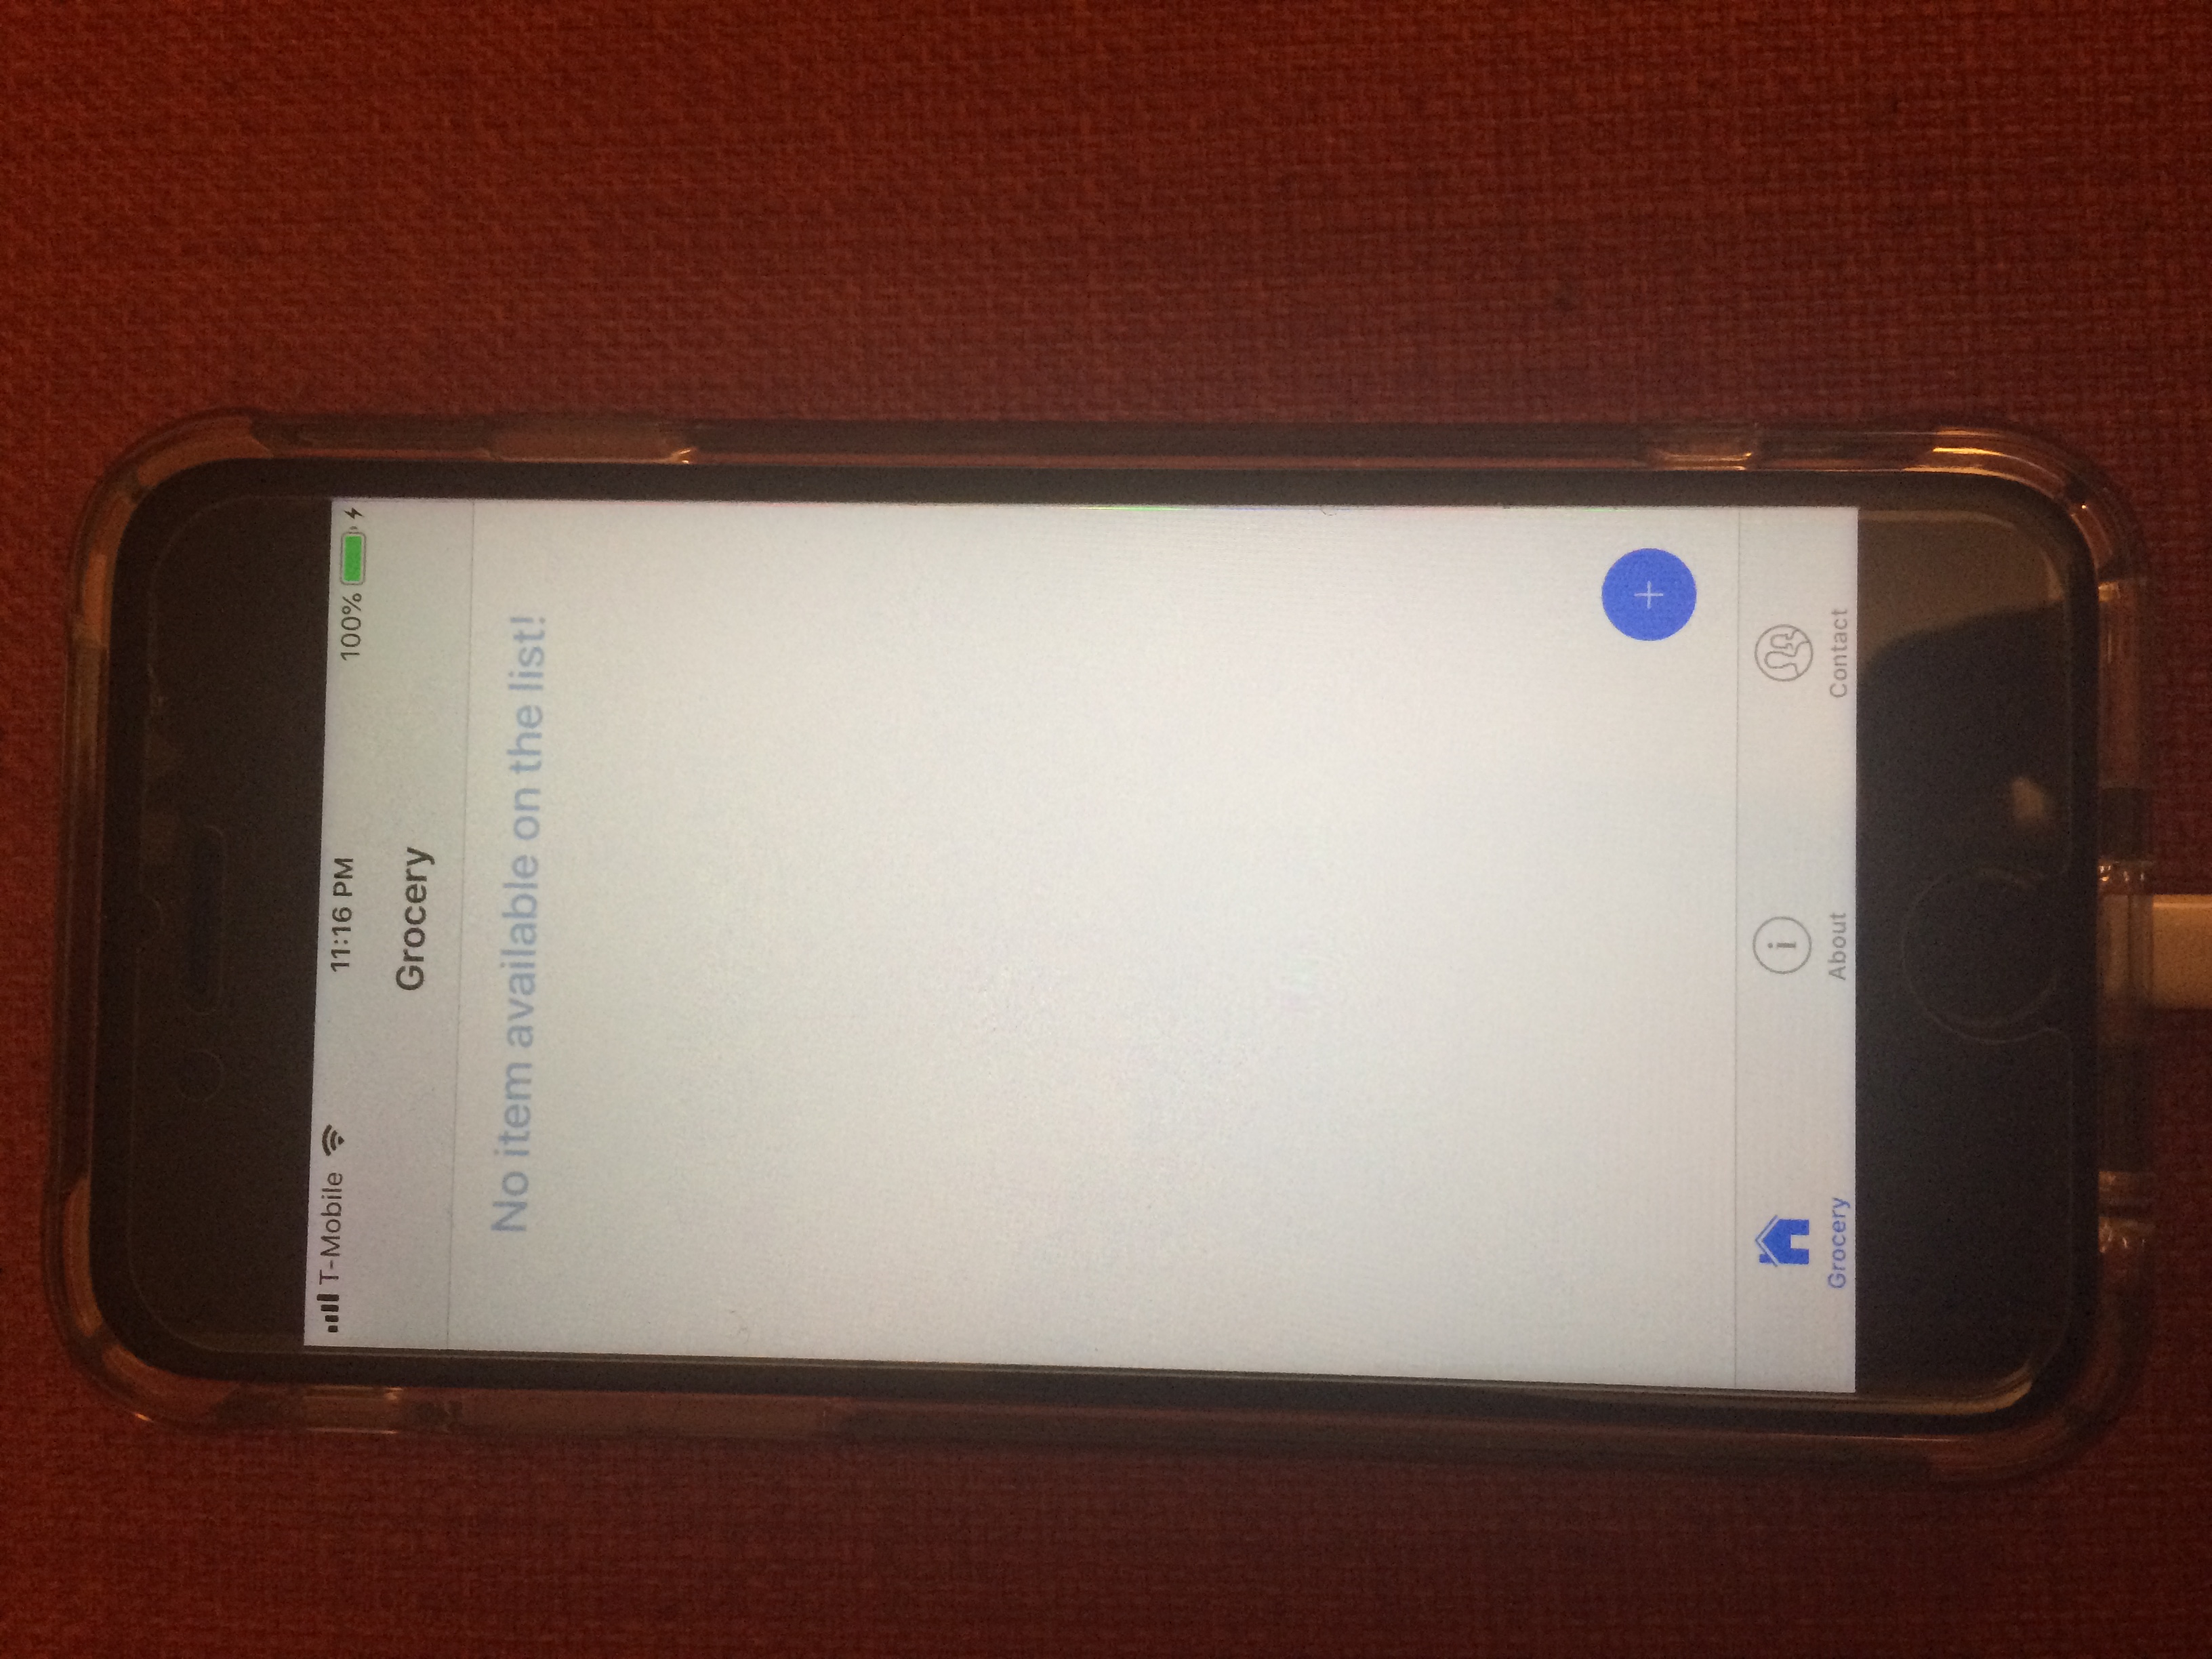 T-Mobile 11:16 PM 100%
Grocery
No item available on the list!
+
Grocery About Contact